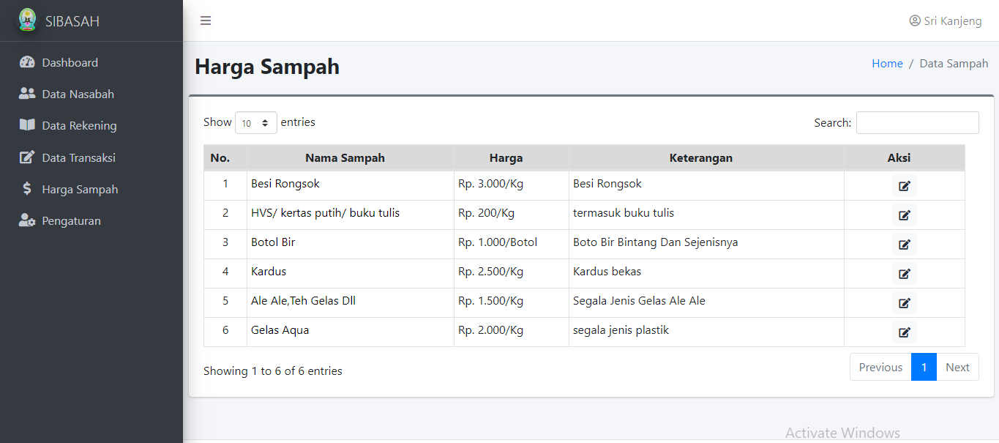 SIBASAH
Sri Kanjeng
Dashboard
Data Nasabah
Data Rekening
Data Transaksi
Harga Sampah
Pengaturan
Harga Sampah
Home / Data Sampah
Show 10 entries
Search:
No. Nama Sampah Harga Keterangan Aksi
1 Besi Rongsok Rp. 3.000/Kg Besi Rongsok
2 HVS/ kertas putih/ buku tulis Rp. 200/Kg termasuk buku tulis
3 Botol Bir Rp. 1.000/Botol Boto Bir Bintang Dan Sejenisnya
4 Kardus Rp. 2.500/Kg Kardus bekas
5 Ale Ale,Teh Gelas Dll Rp. 1.500/Kg Segala Jenis Gelas Ale Ale
6 Gelas Aqua Rp. 2.000/Kg segala jenis plastik
Showing 1 to 6 of 6 entries
Previous 1 Next
Activate Windows